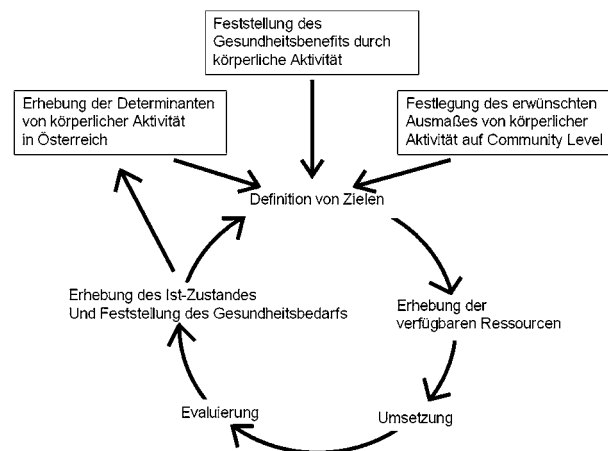 Feststellung des
Gesundheitsbenefits durch
körperliche Aktivität
Erhebung der Determinanten
von körperlicher Aktivität
in Österreich
Festlegung des erwünschten
Ausmaßes von körperlicher
Aktivität auf Community Level
Definition von Zielen
Erhebung des Ist-Zustandes
Und Feststellung des Gesundheitsbedarfs
Erhebung der
verfügbaren Ressourcen
Evaluierung
Umsetzung